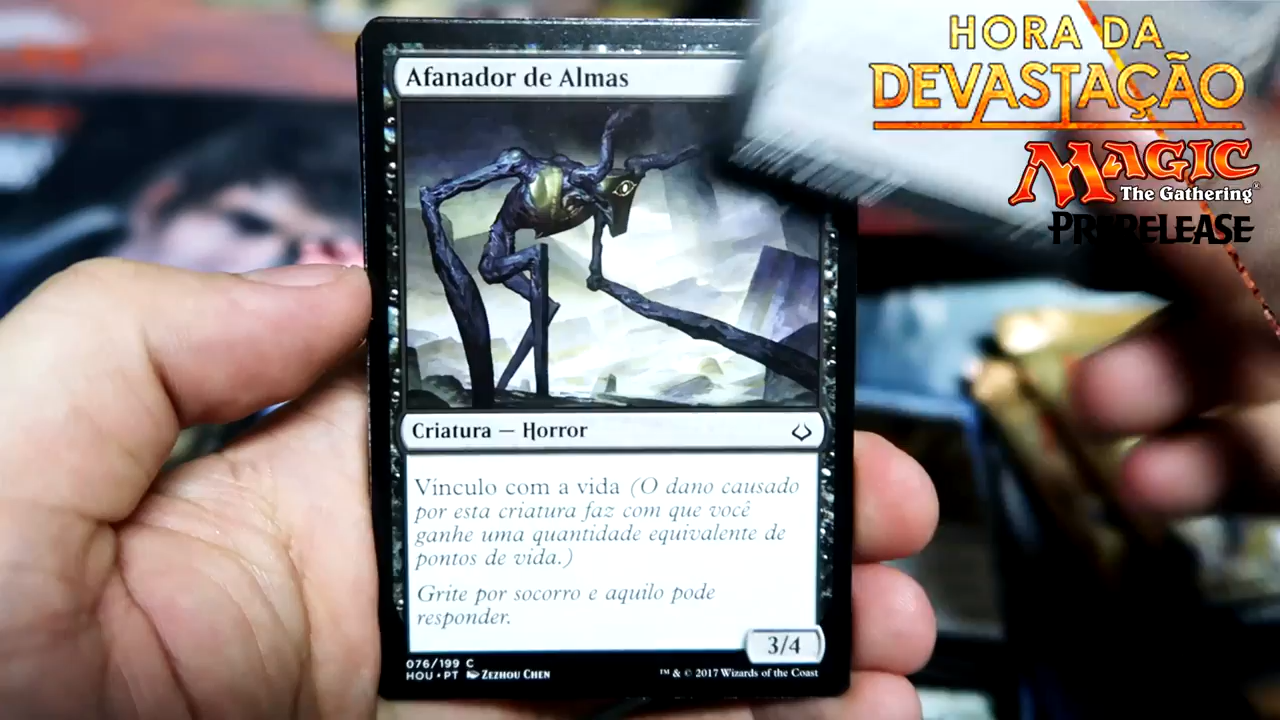 HORA DA
DEVASTAÇÃO
MAGIC
The Gathering®
PRERELEASE
Afanador de Almas
Criatura — Horror
Vínculo com a vida (O dano causado
por esta criatura faz com que você
ganhe uma quantidade equivalente de
pontos de vida.)
Grite por socorro e aquilo pode
responder.
3/4
076/199 C
HOU • PT ZEZHOU CHEN
™ & © 2017 Wizards of the Coast